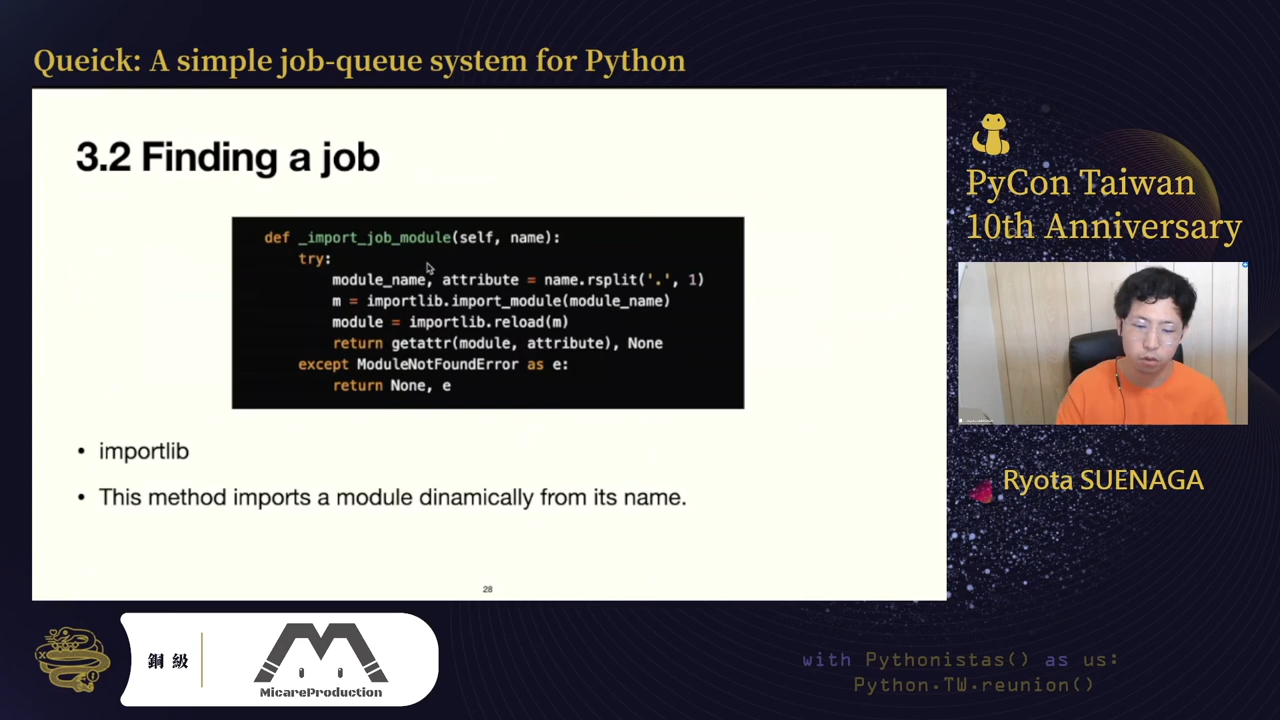 Queick: A simple job-queue system for Python
3.2 Finding a job
def _import_job_module(self, name):
try:
module_name, attribute = name.rsplit('.', 1)
m = importlib.import_module(module_name)
module = importlib.reload(m)
return getattr(module, attribute), None
except ModuleNotFoundError as e:
return None, e
• importlib
• This method imports a module dinamically from its name.
28
PyCon Taiwan
10th Anniversary
Ryota SUENAGA
銅級
MicareProduction
with Pythonistas() as us:
Python.TW.reunion()